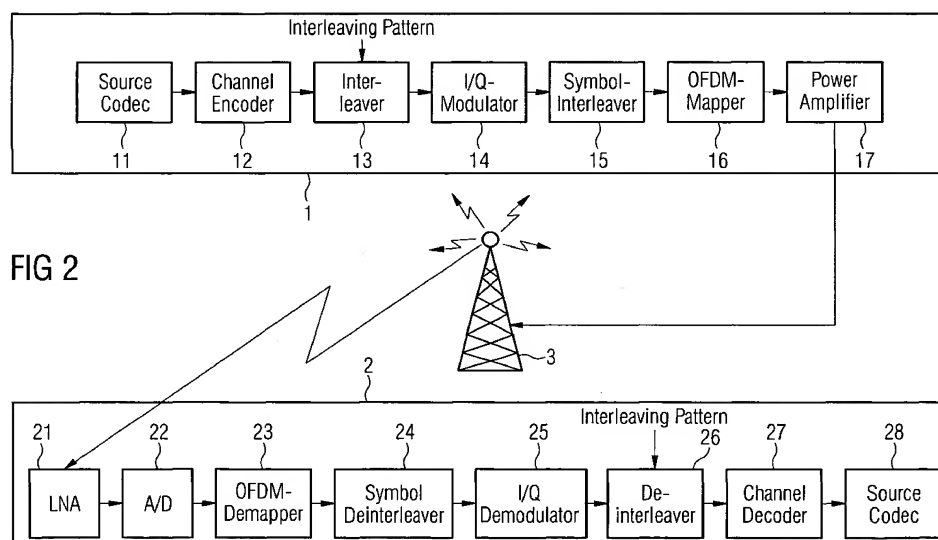 Interleaving Pattern
Source
Codec
Channel
Encoder
Inter-
leaver
I/Q-
Modulator
Symbol-
Interleaver
OFDM-
Mapper
Power
Amplifier
11
12
13
14
15
16
17
1
FIG 2
3
2
Interleaving Pattern
21
22
23
24
25
26
27
28
LNA
A/D
OFDM-
Demapper
Symbol
Deinterleaver
I/Q
Demodulator
De-
interleaver
Channel
Decoder
Source
Codec